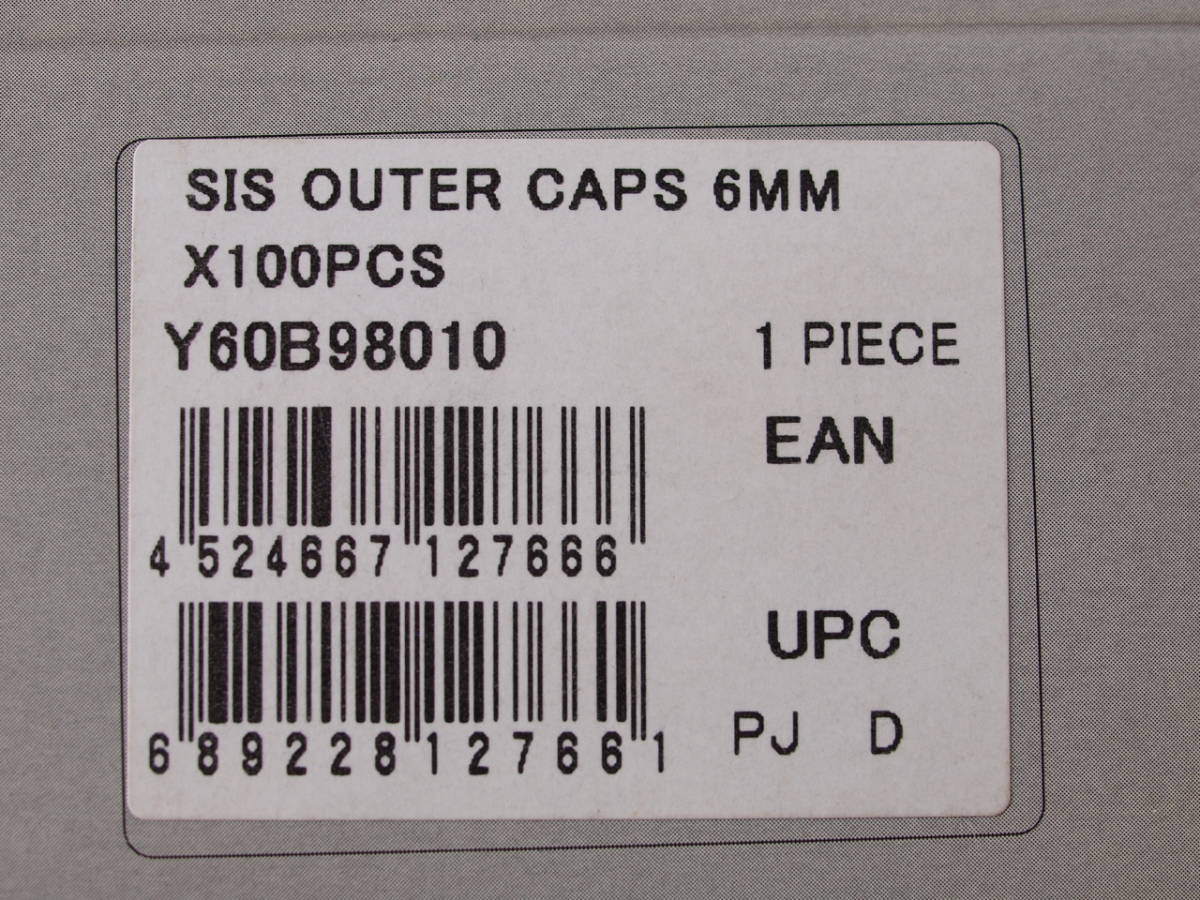 SIS OUTER CAPS 6MM
X100PCS
Y60B98010 1 PIECE
EAN
4 524667 127666
UPC
6 89228 12766 1
PJ D